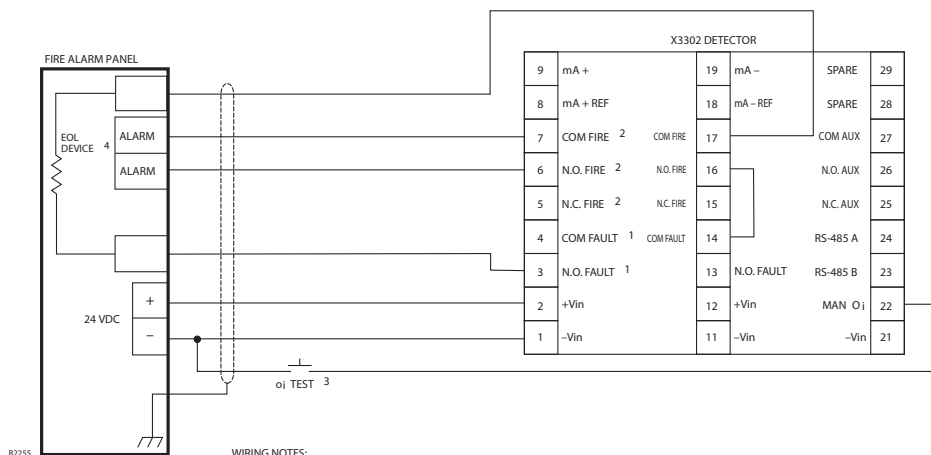 X3302 DETECTOR
FIRE ALARM PANEL
EOL
DEVICE 4
ALARM
ALARM
24 VDC
+
–
oi TEST 3
9 mA +
8 mA + REF
7 COM FIRE 2
6 N.O. FIRE 2
5 N.C. FIRE 2
4 COM FAULT 1
3 N.O. FAULT 1
2 +Vin
1 –Vin
19 mA –
18 mA – REF
COM FIRE 17
N.O. FIRE 16
N.C. FIRE 15
COM FAULT 14
13 N.O. FAULT
12 +Vin
11 –Vin
SPARE 29
SPARE 28
COM AUX 27
N.O. AUX 26
N.C. AUX 25
RS-485 A 24
RS-485 B 23
MAN Oi 22
–Vin 21
B2255
WIRING NOTES: